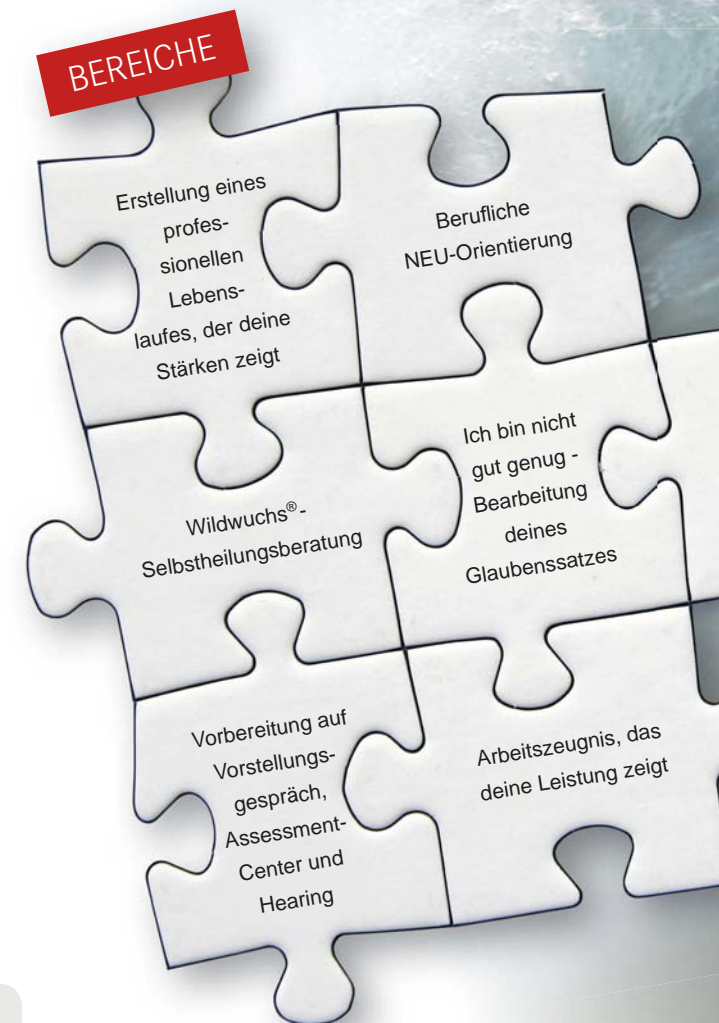 BEREICHE
Erstellung eines
profes-
sionellen
Lebens-
laufes, der deine
Stärken zeigt
Berufliche
NEU-Orientierung
Wildwuchs®-
Selbstheilungsberatung
Ich bin nicht
gut genug -
Bearbeitung
deines
Glaubenssatzes
Vorbereitung auf
Vorstellungs-
gespräch,
Assessment-
Center und
Hearing
Arbeitszeugnis, das
deine Leistung zeigt